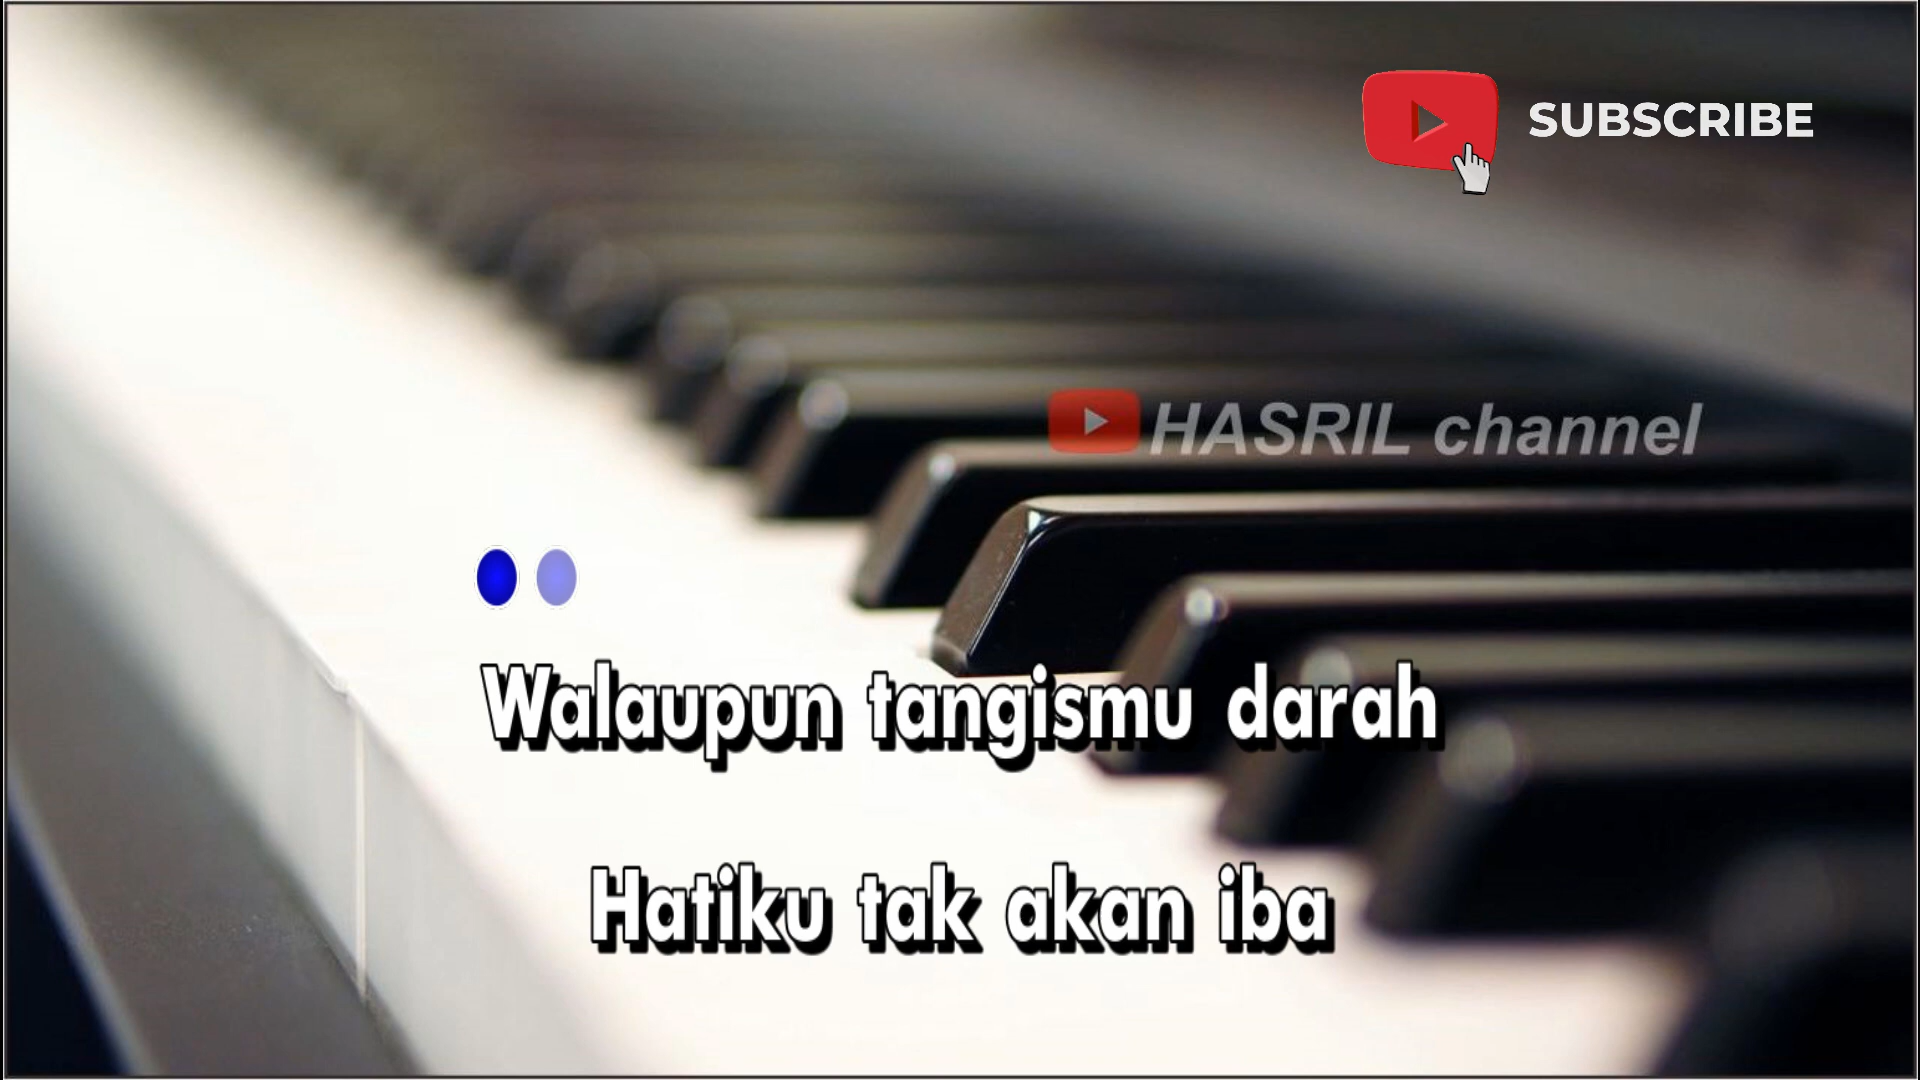 SUBSCRIBE
HASRIL channel
Walaupun tangismu darah
Hatiku tak akan iba